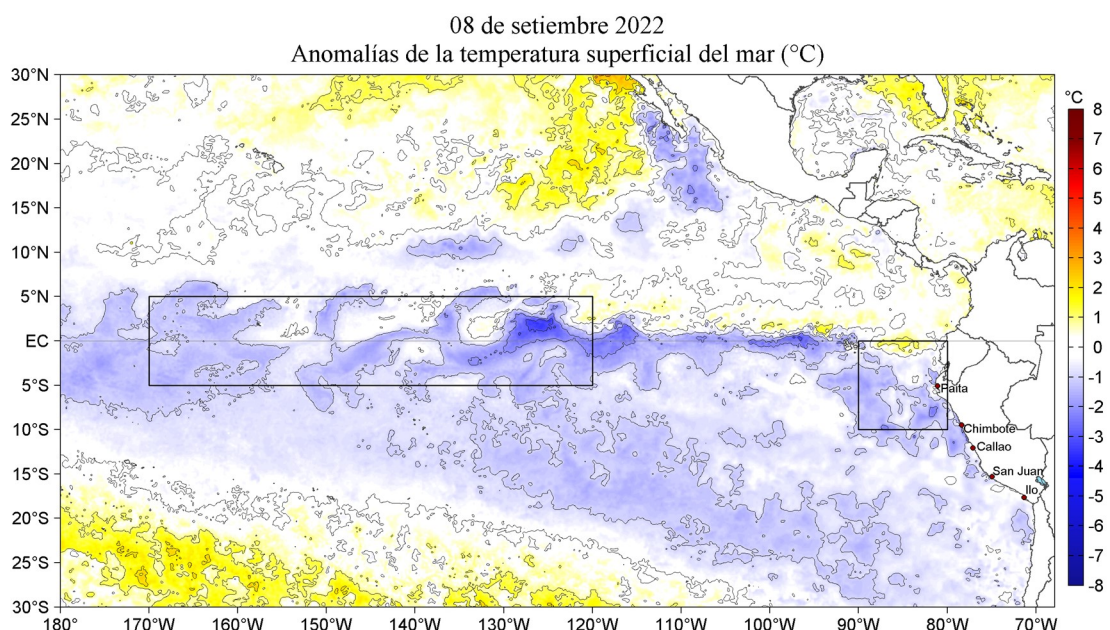 08 de setiembre 2022
Anomalías de la temperatura superficial del mar (°C)
30°N
25°N
20°N
15°N
10°N
5°N
EC
5°S
10°S
15°S
20°S
25°S
30°S
180
170°W
160°W
150°W
140°W
130°W
120°W
110°W
100°W
90°W
80°W
70°W
Paita
Chimbote
Callao
San Juan
Ilo
°C
8
7
6
5
4
3
2
1
0
-1
-2
-3
-4
-5
-6
-7
-8